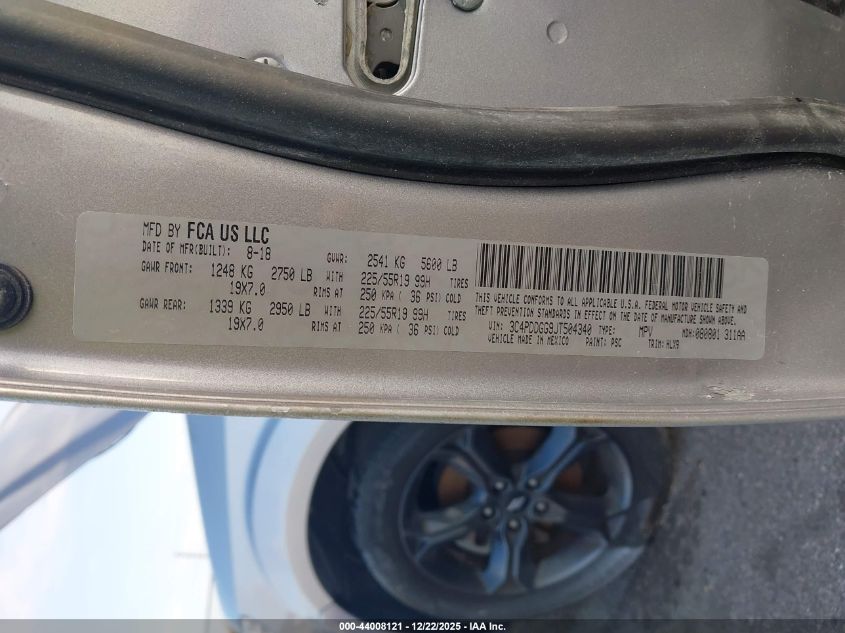 MFD BY FCA US LLC
DATE OF MFR(BUILT): 8-18 GVWR: 2541 KG 5600 LB
GAWR FRONT: 1248 KG 2750 LB WITH 225/55R19 99H TIRES
19X7.0 RIMS AT 250 KPA ( 36 PSI) COLD
GAWR REAR: 1339 KG 2950 LB WITH 225/55R19 99H TIRES
19X7.0 RIMS AT 250 KPA ( 36 PSI) COLD
THIS VEHICLE CONFORMS TO ALL APPLICABLE U.S.A. FEDERAL MOTOR VEHICLE SAFETY AND
THEFT PREVENTION STANDARDS IN EFFECT ON THE DATE OF MANUFACTURE SHOWN ABOVE.
VIN: 3C4PDDGG9JT504340 TYPE: MPV MDH: 080801 311AA
VEHICLE MADE IN MEXICO PAINT: PSC TRIM: HLX9
000-44008121 - 12/22/2025 - IAA Inc.